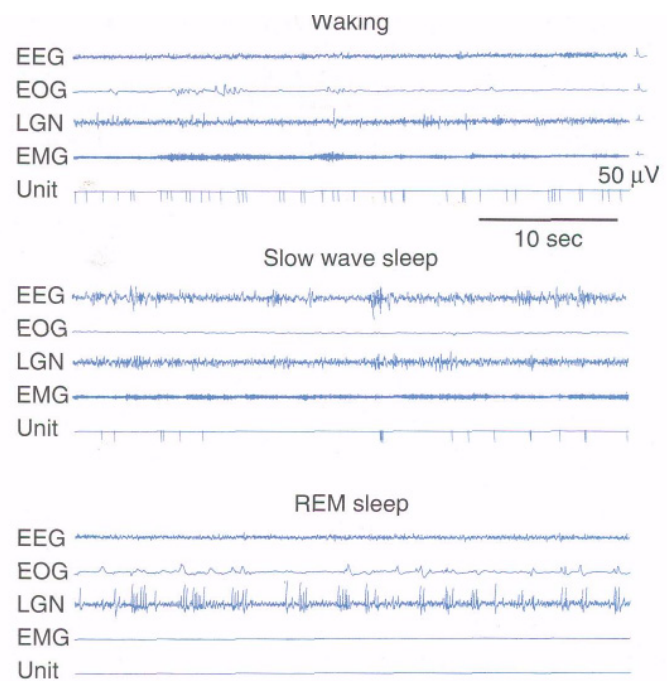 Waking
EEG
EOG
LGN
EMG
Unit
50 μV
10 sec
Slow wave sleep
EEG
EOG
LGN
EMG
Unit
REM sleep
EEG
EOG
LGN
EMG
Unit